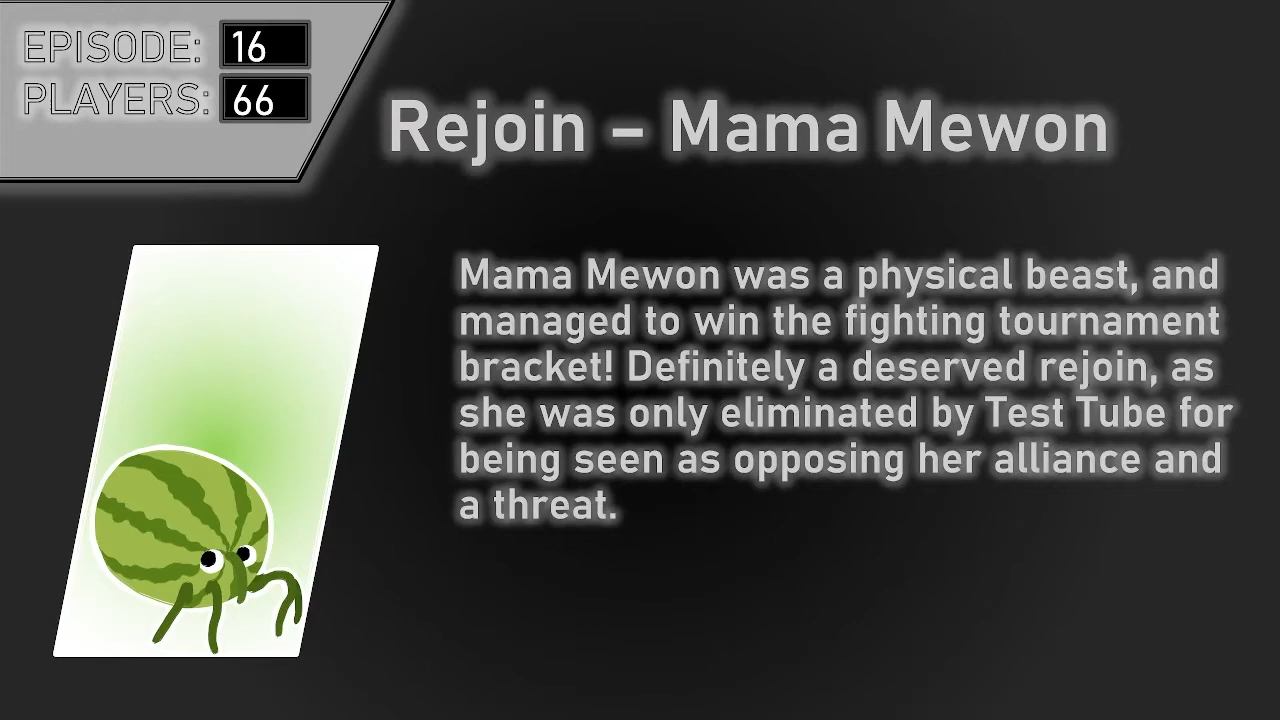 EPISODE: 16
PLAYERS: 66
Rejoin – Mama Mewon
Mama Mewon was a physical beast, and
managed to win the fighting tournament
bracket! Definitely a deserved rejoin, as
she was only eliminated by Test Tube for
being seen as opposing her alliance and
a threat.